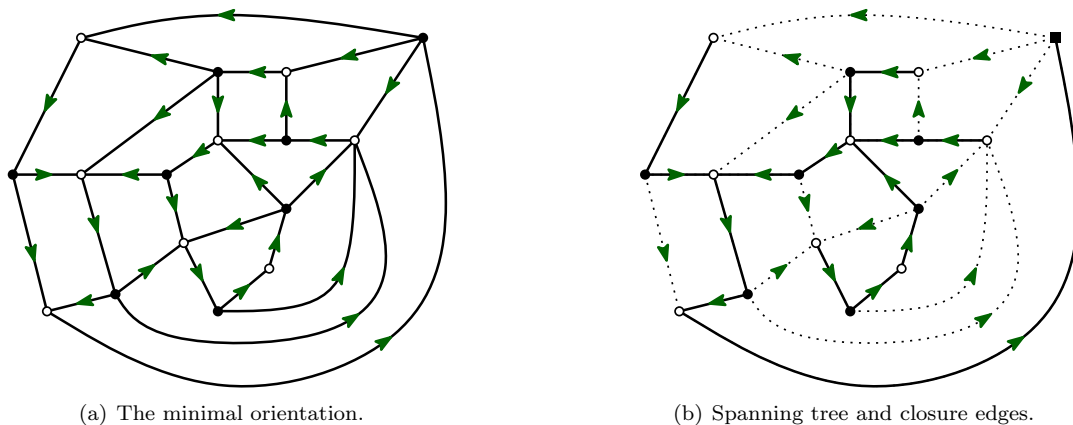 (a) The minimal orientation.
(b) Spanning tree and closure edges.